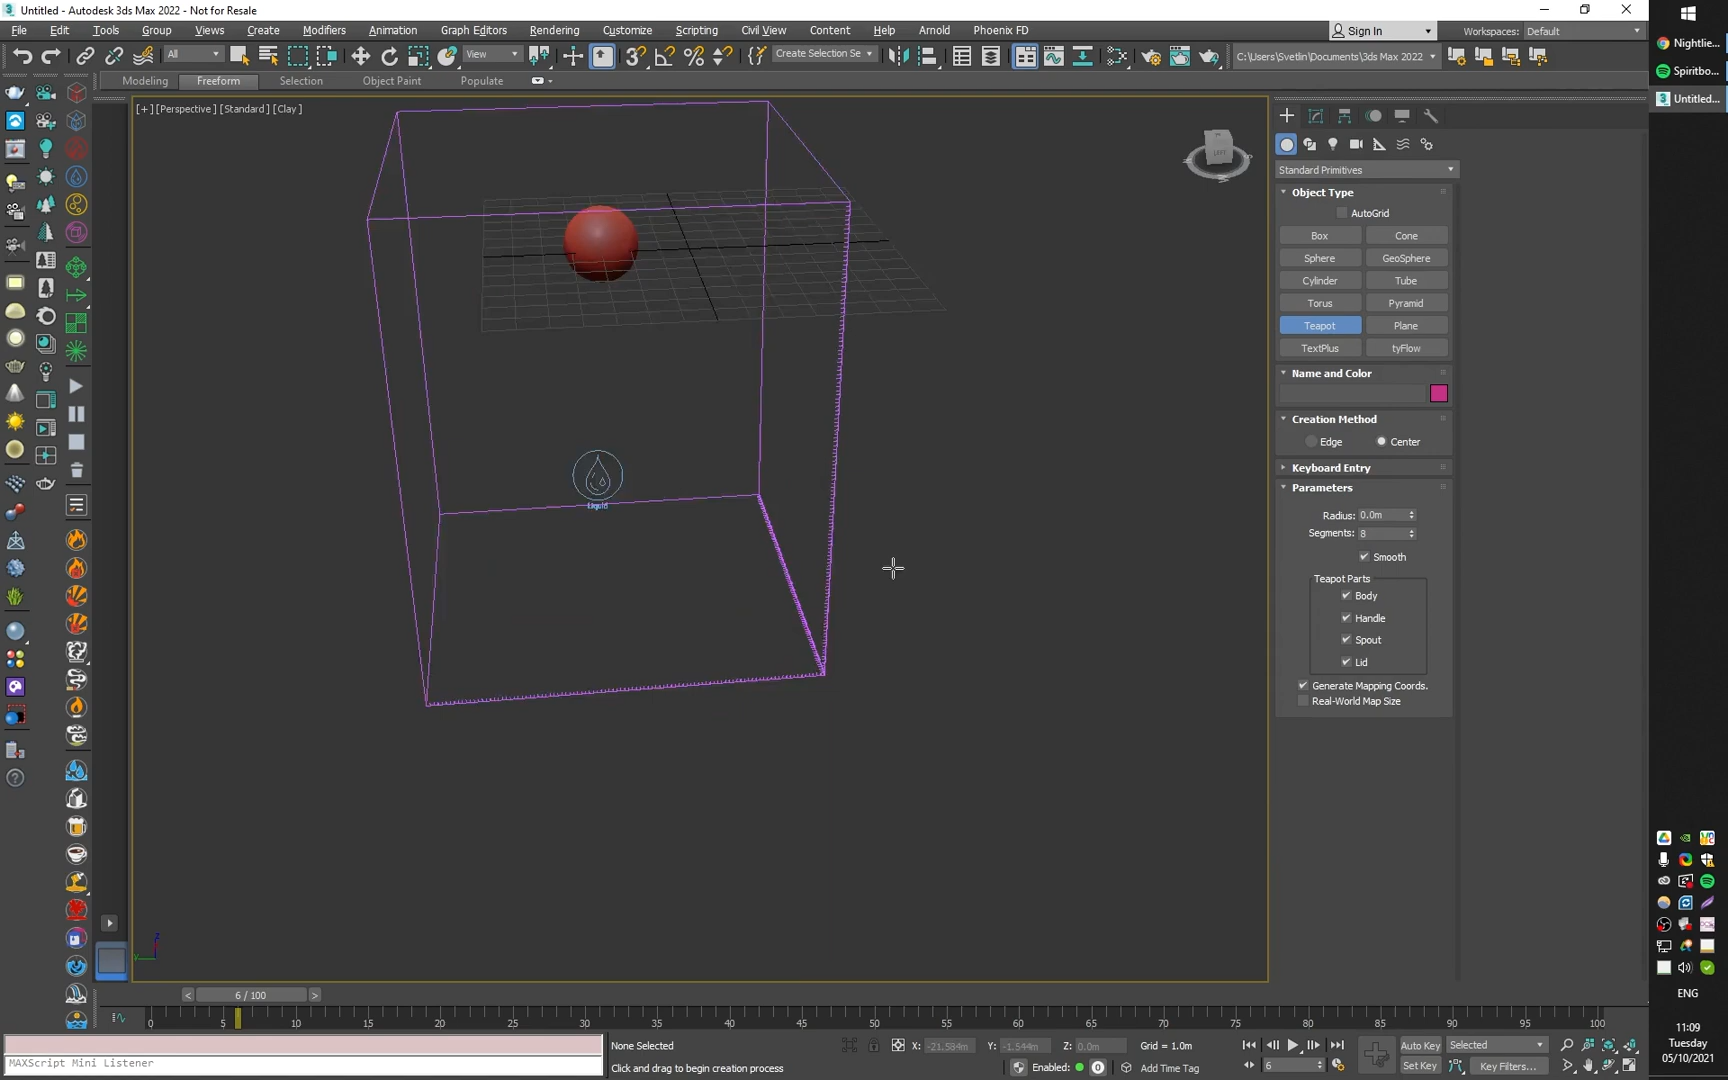 Untitled - Autodesk 3ds Max 2022 - Not for Resale
File Edit Tools Group Views Create Modifiers Animation Graph Editors Rendering Customize Scripting Civil View Content Help Arnold Phoenix FD Sign In Workspaces: Default
All View Create Selection Se C:\Users\Svetlin\Documents\3ds Max 2022
Modeling Freeform Selection Object Paint Populate
[+] [Perspective] [Standard] [Clay]
Standard Primitives
Object Type
AutoGrid
Box Cone
Sphere GeoSphere
Cylinder Tube
Torus Pyramid
Teapot Plane
TextPlus tyFlow
Name and Color
Creation Method
Edge Center
Keyboard Entry
Parameters
Radius: 0.0m
Segments: 8
Smooth
Teapot Parts
Body
Handle
Spout
Lid
Generate Mapping Coords.
Real-World Map Size
Liquid
LEFT
z
y
< 6 / 100 >
0 5 10 15 20 25 30 35 40 45 50 55 60 65 70 75 80 85 90 95 100
None Selected X: -21.584m Y: -1.544m Z: 0.0m Grid = 1.0m Auto Key Selected
MAXScript Mini Listener Click and drag to begin creation process Enabled: 0 Add Time Tag 6 Set Key Key Filters...
Nightlie...
Spiritbo...
Untitled...
ENG
11:09
Tuesday
05/10/2021